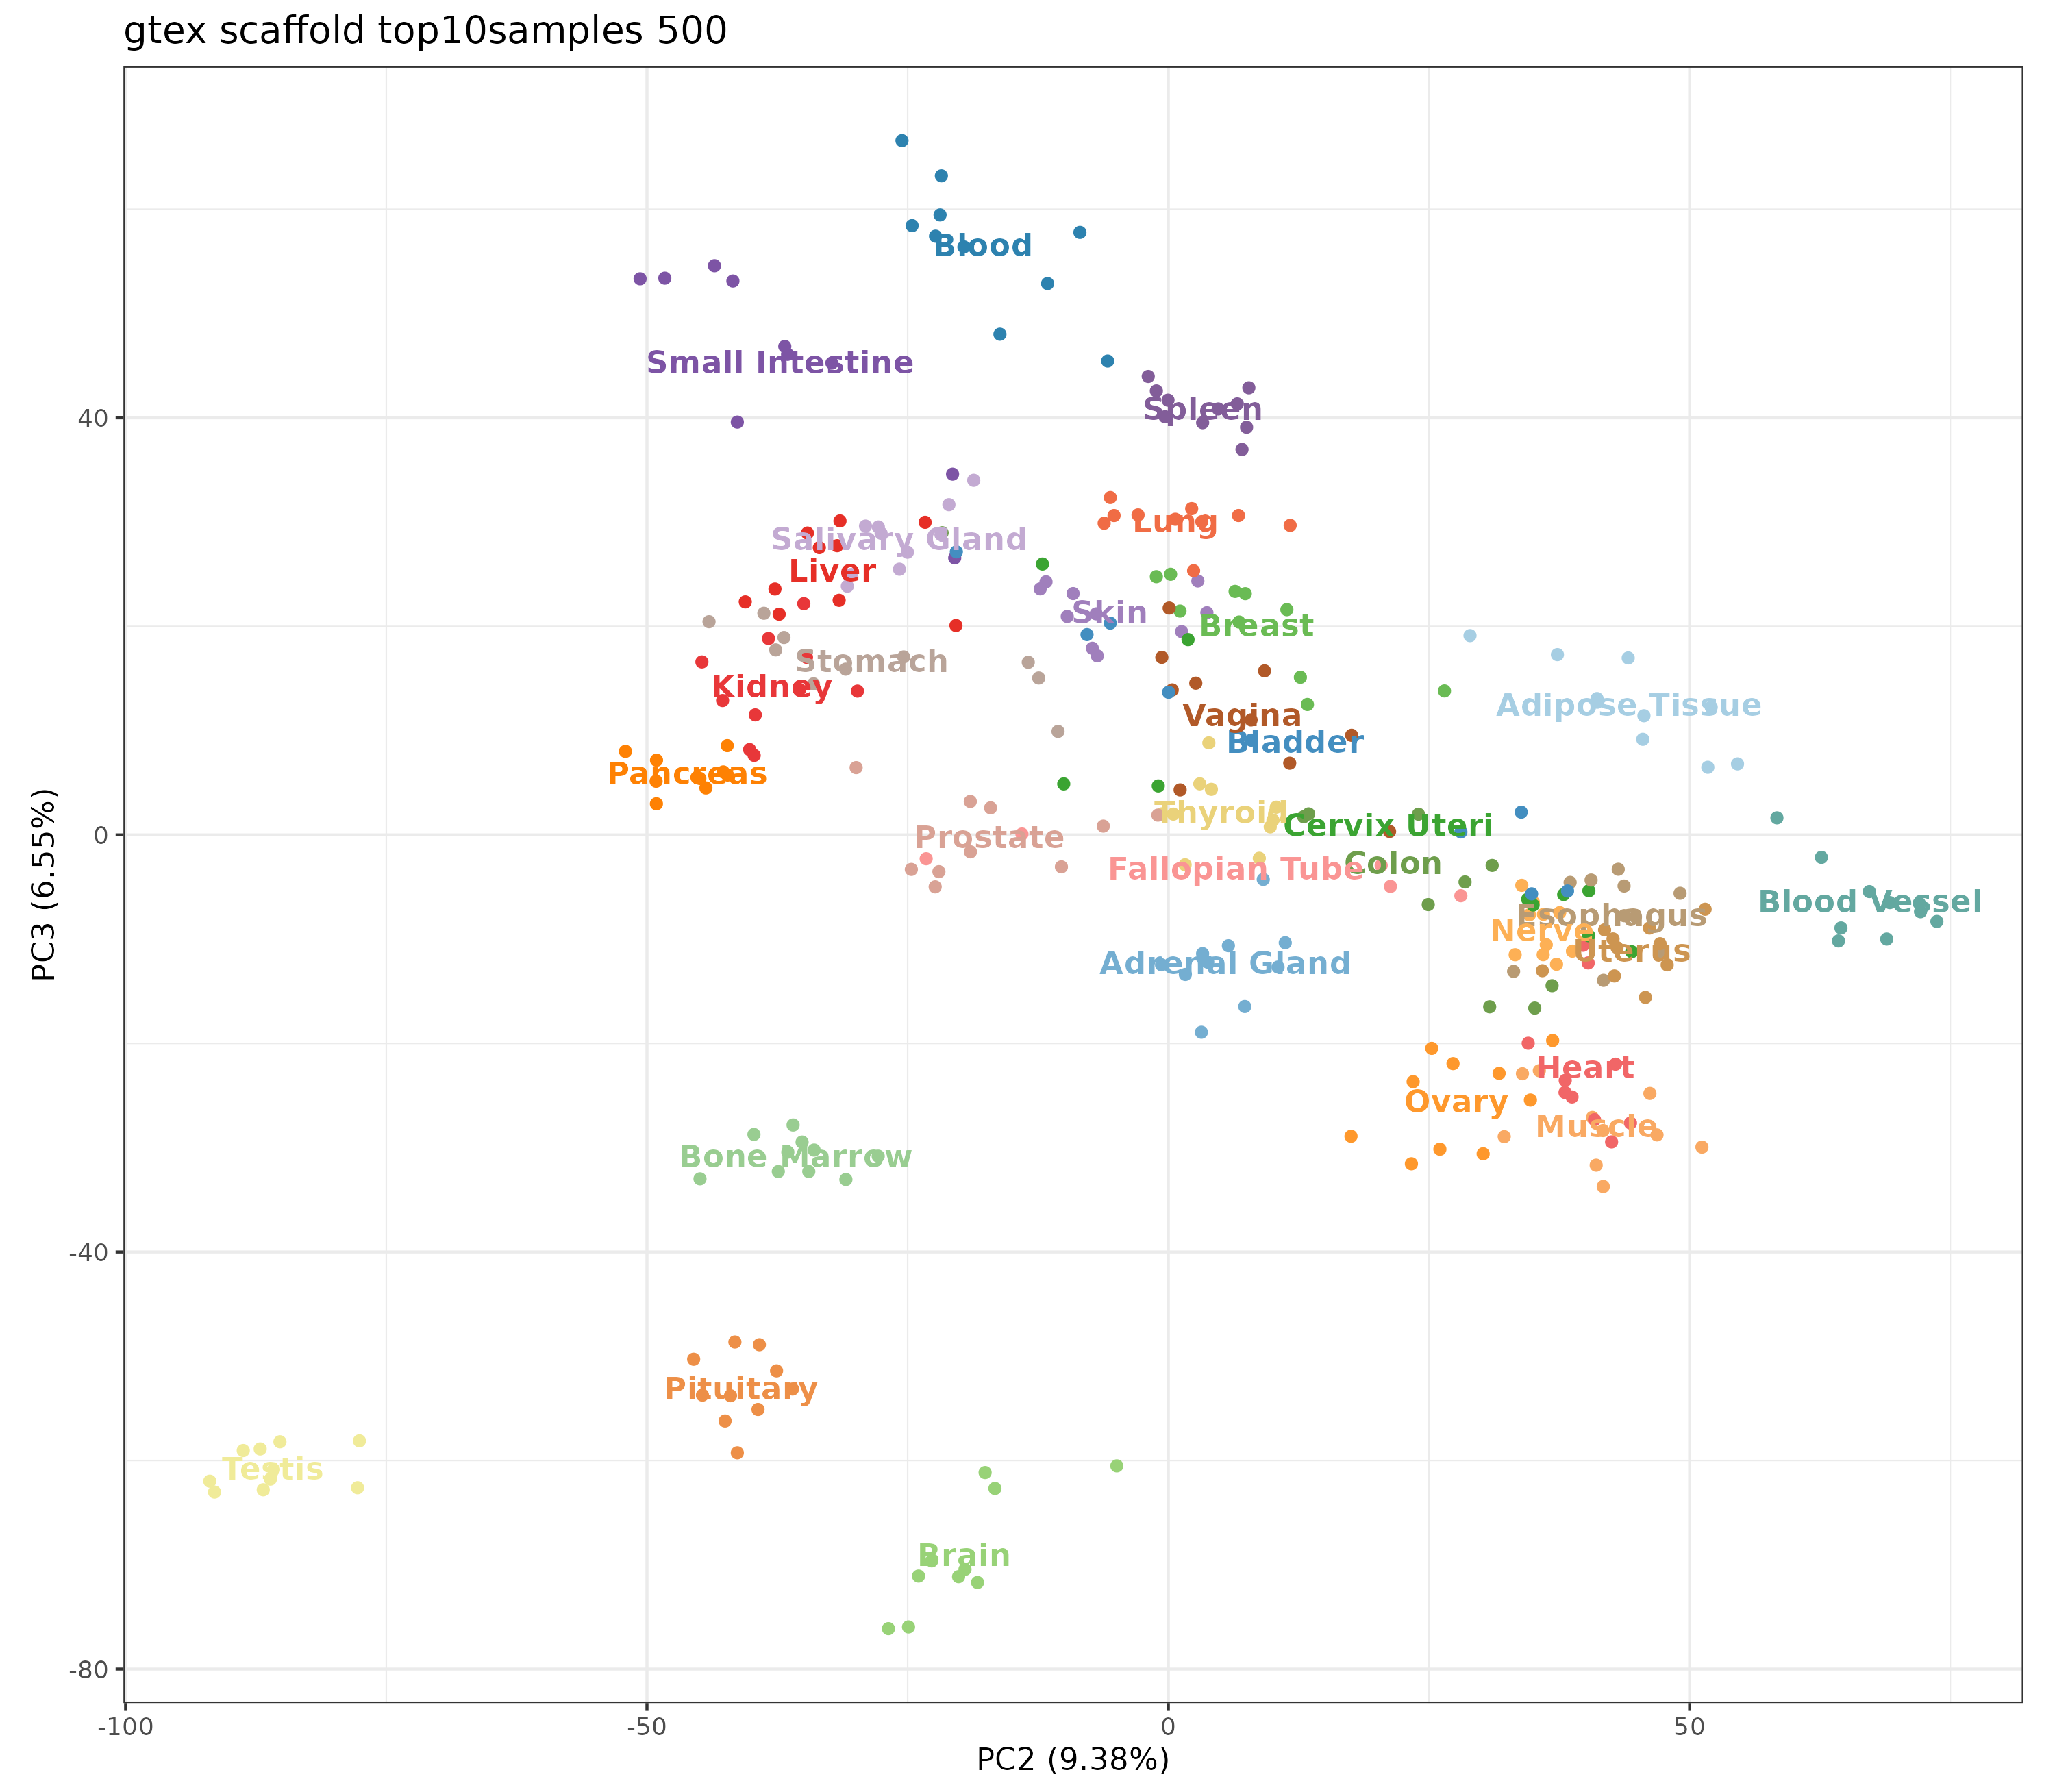 gtex scaffold top10samples 500
Blood
Small Intestine
40
Spleen
Lung
Salivary Gland
Liver
Skin
Breast
Stomach
Kidney
Adipose Tissue
Vagina
Bladder
Pancreas
Thyroid
Cervix Uteri
0
Prostate
Colon
Fallopian Tube
Blood Vessel
Esophagus
Nerve
Uterus
Adrenal Gland
Heart
Ovary
Muscle
Bone Marrow
-40
Pituitary
Testis
Brain
-80
-100 -50 0 50
PC2 (9.38%)
PC3 (6.55%)